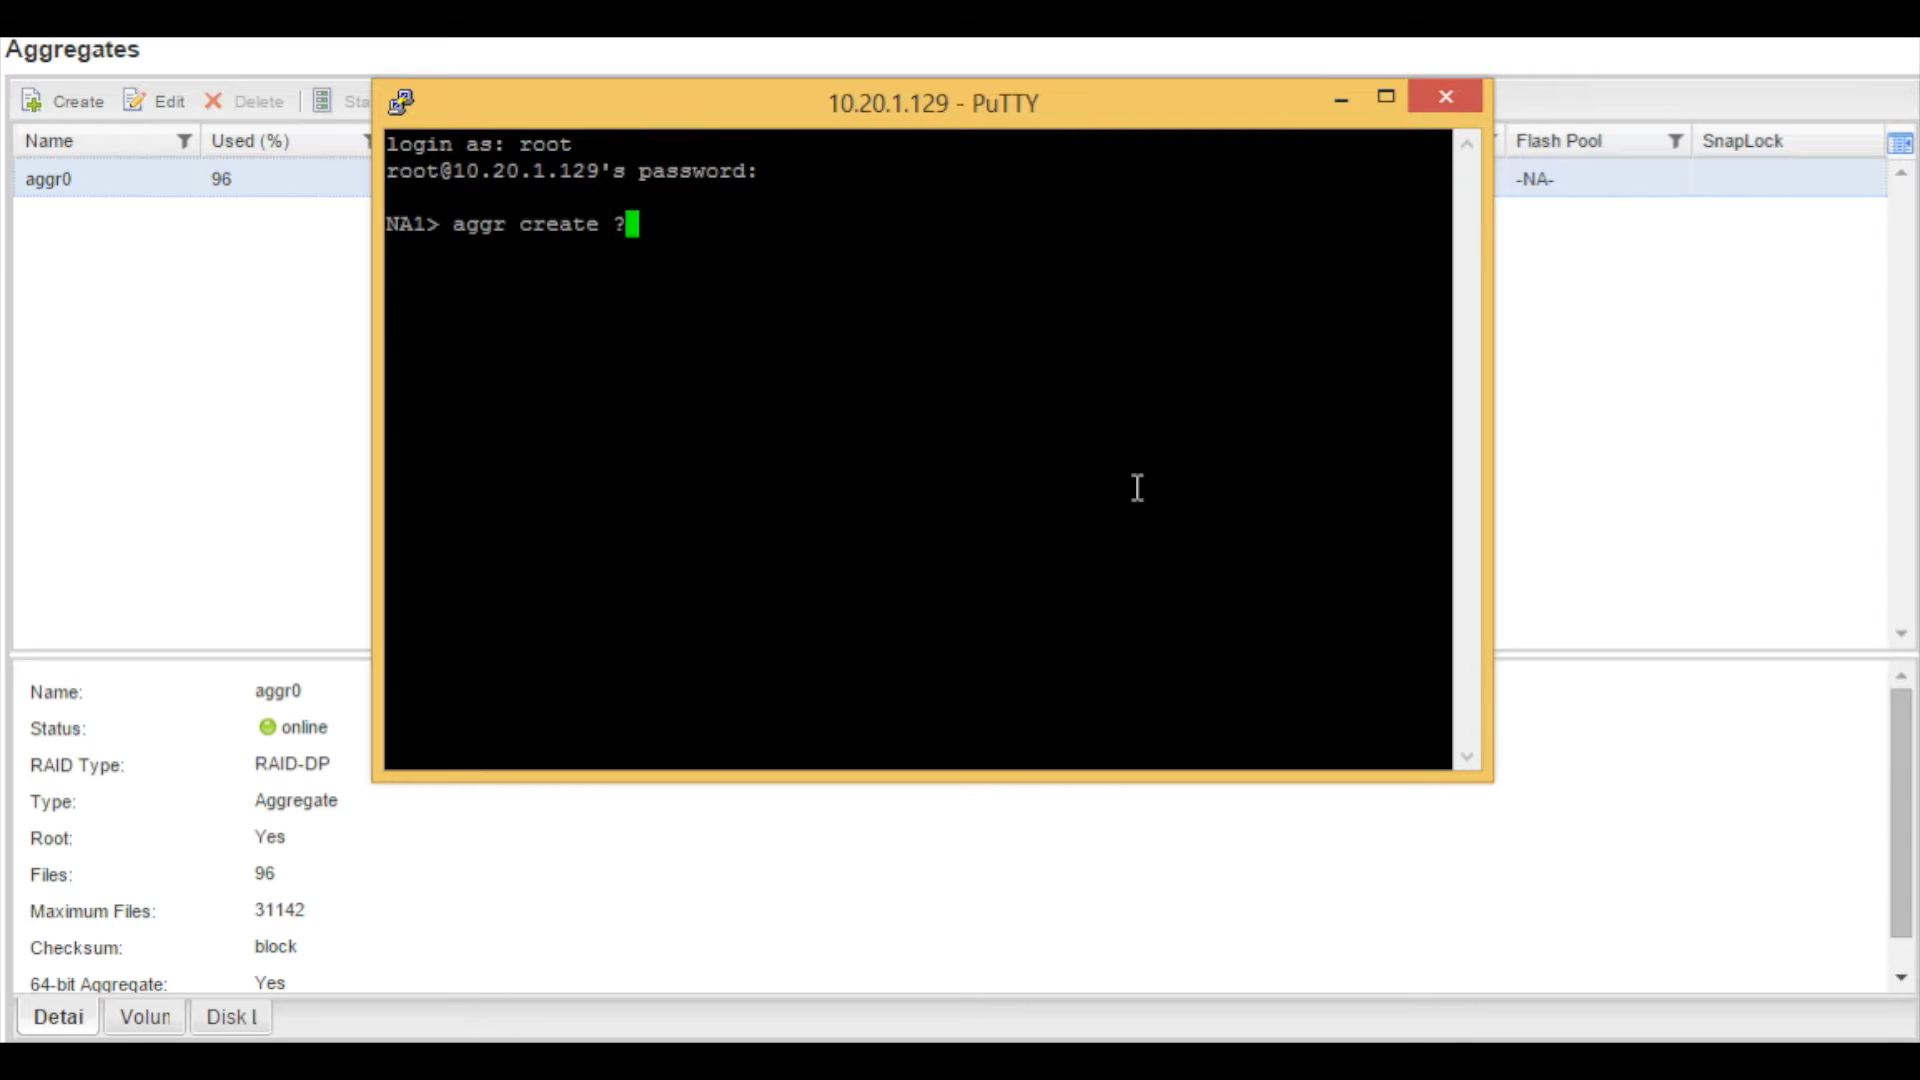 Aggregates
Create Edit Delete Sta
10.20.1.129 - PuTTY
Name Used (%) Flash Pool SnapLock
aggr0 96 -NA-
login as: root
root@10.20.1.129's password:
NA1> aggr create ?
Name: aggr0
Status: online
RAID Type: RAID-DP
Type: Aggregate
Root: Yes
Files: 96
Maximum Files: 31142
Checksum: block
64-bit Aggregate: Yes
Detai Volun Disk L